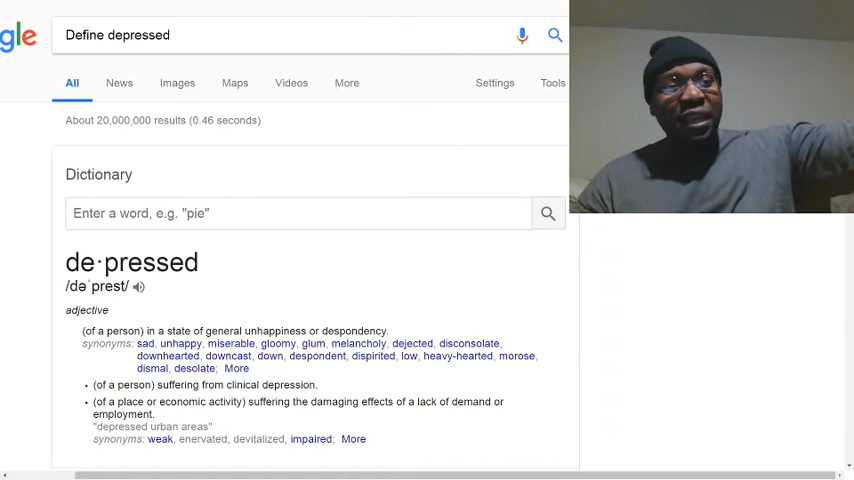 gle
Define depressed
All News Images Maps Videos More Settings Tools
About 20,000,000 results (0.46 seconds)
Dictionary
Enter a word, e.g. "pie"
de·pressed
/dəˈprest/
adjective
(of a person) in a state of general unhappiness or despondency.
synonyms: sad, unhappy, miserable, gloomy, glum, melancholy, dejected, disconsolate,
downhearted, downcast, down, despondent, dispirited, low, heavy-hearted, morose,
dismal, desolate; More
• (of a person) suffering from clinical depression.
• (of a place or economic activity) suffering the damaging effects of a lack of demand or
employment.
"depressed urban areas"
synonyms: weak, enervated, devitalized, impaired; More